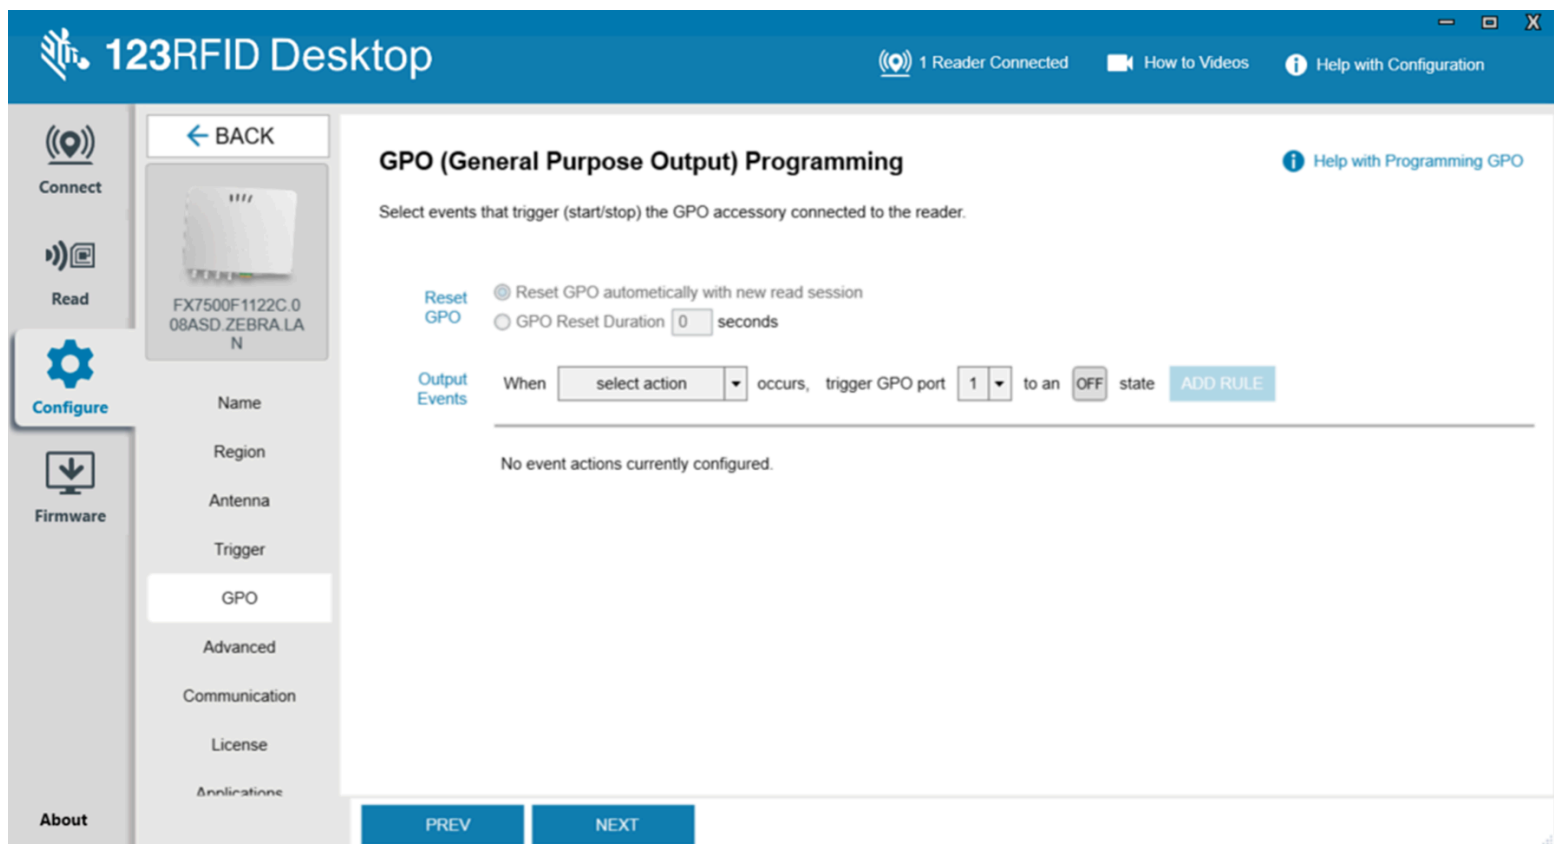 123RFID Desktop
1 Reader Connected
How to Videos
Help with Configuration
Connect
Read
Configure
Firmware
About
BACK
FX7500F1122C.0
08ASD.ZEBRA.LA
N
Name
Region
Antenna
Trigger
GPO
Advanced
Communication
License
Applications
GPO (General Purpose Output) Programming
Help with Programming GPO
Select events that trigger (start/stop) the GPO accessory connected to the reader.
Reset
GPO
Reset GPO autometically with new read session
GPO Reset Duration 0 seconds
Output
Events
When select action occurs, trigger GPO port 1 to an OFF state ADD RULE
No event actions currently configured.
PREV
NEXT